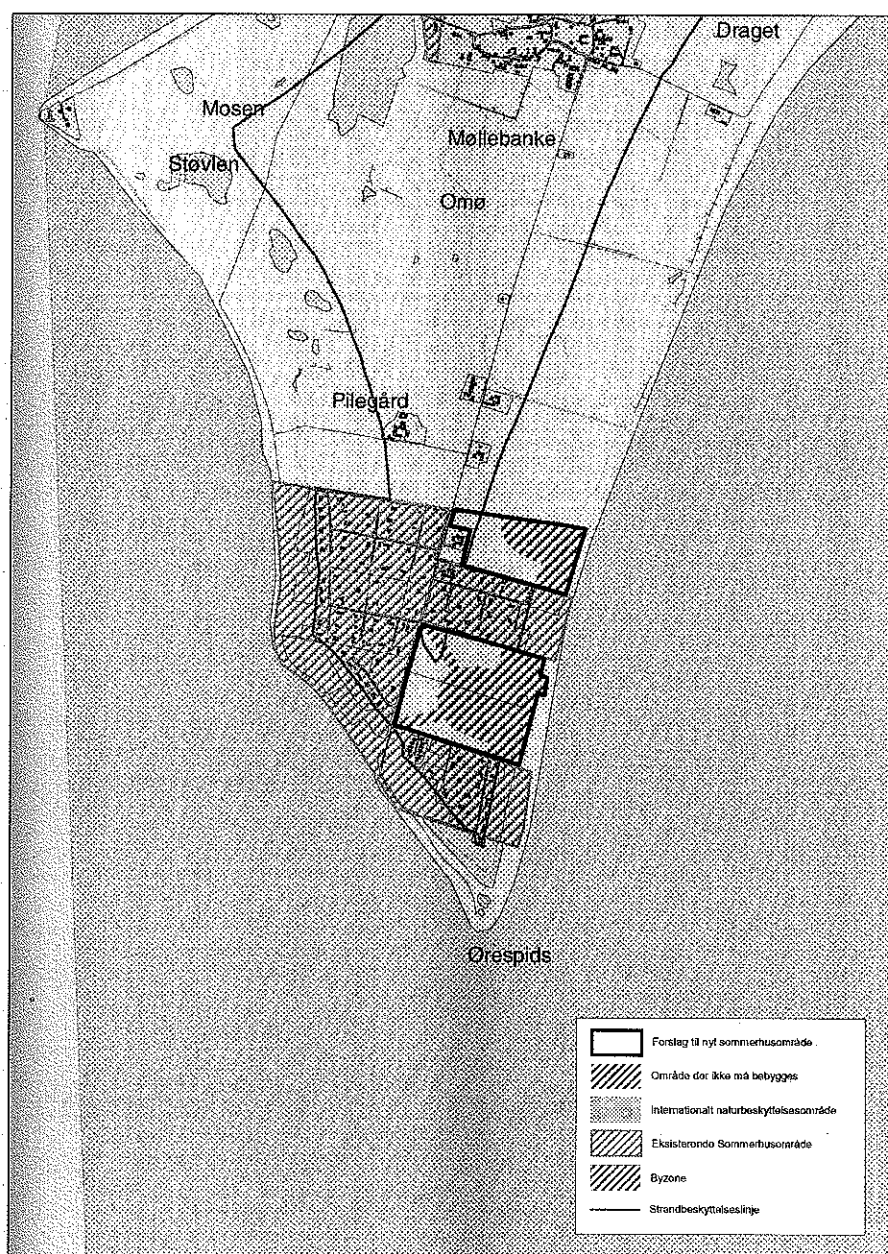 Draget
Mosen
Møllebanke
Støvlen
Omø
Pilegård
Ørespids
Forslag til nyt sommerhusområde
Område der ikke må bebygges
Internationalt naturbeskyttelsesområde
Eksisterende Sommerhusområde
Byzone
Strandbeskyttelseslinje